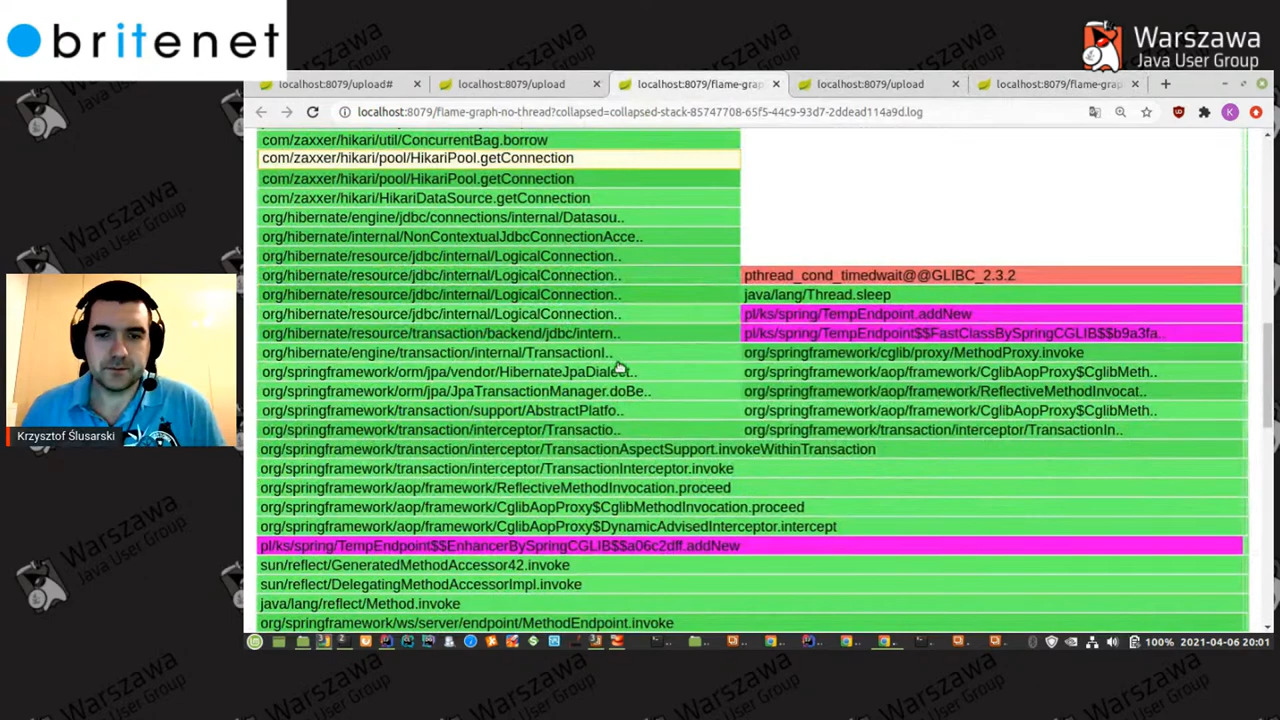 britenet
Warszawa
Java User Group
localhost:8079/upload#
localhost:8079/upload
localhost:8079/flame-grap
localhost:8079/upload
localhost:8079/flame-grap
localhost:8079/flame-graph-no-thread?collapsed=collapsed-stack-85747708-65f5-44c9-93d7-2ddead114a9d.log
K
com/zaxxer/hikari/util/ConcurrentBag.borrow
com/zaxxer/hikari/pool/HikariPool.getConnection
com/zaxxer/hikari/pool/HikariPool.getConnection
com/zaxxer/hikari/HikariDataSource.getConnection
org/hibernate/engine/jdbc/connections/internal/Datasou..
org/hibernate/internal/NonContextualJdbcConnectionAcce..
org/hibernate/resource/jdbc/internal/LogicalConnection..
org/hibernate/resource/jdbc/internal/LogicalConnection..
pthread_cond_timedwait@@GLIBC_2.3.2
org/hibernate/resource/jdbc/internal/LogicalConnection..
java/lang/Thread.sleep
org/hibernate/resource/jdbc/internal/LogicalConnection..
pl/ks/spring/TempEndpoint.addNew
org/hibernate/resource/transaction/backend/jdbc/intern..
pl/ks/spring/TempEndpoint$$FastClassBySpringCGLIB$$b9a3fa..
org/hibernate/engine/transaction/internal/TransactionI..
org/springframework/cglib/proxy/MethodProxy.invoke
org/springframework/orm/jpa/vendor/HibernateJpaDialect..
org/springframework/aop/framework/CglibAopProxy$CglibMeth..
org/springframework/orm/jpa/JpaTransactionManager.doBe..
org/springframework/aop/framework/ReflectiveMethodInvocat..
org/springframework/transaction/support/AbstractPlatfo..
org/springframework/aop/framework/CglibAopProxy$CglibMeth..
org/springframework/transaction/interceptor/Transactio..
org/springframework/transaction/interceptor/TransactionIn..
org/springframework/transaction/interceptor/TransactionAspectSupport.invokeWithinTransaction
org/springframework/transaction/interceptor/TransactionInterceptor.invoke
org/springframework/aop/framework/ReflectiveMethodInvocation.proceed
org/springframework/aop/framework/CglibAopProxy$CglibMethodInvocation.proceed
org/springframework/aop/framework/CglibAopProxy$DynamicAdvisedInterceptor.intercept
pl/ks/spring/TempEndpoint$$EnhancerBySpringCGLIB$$a06c2dff.addNew
sun/reflect/GeneratedMethodAccessor42.invoke
sun/reflect/DelegatingMethodAccessorImpl.invoke
java/lang/reflect/Method.invoke
org/springframework/ws/server/endpoint/MethodEndpoint.invoke
Krzysztof Ślusarski
100% 2021-04-06 20:01